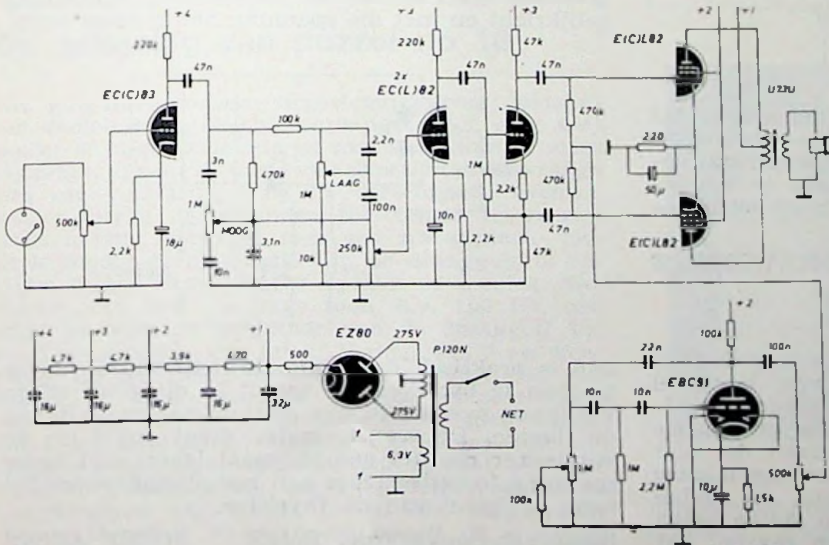 +4
+3
+3
+2
+1
220k
220k
47k
E(C)L82
47n
EC(C)83
2x
EC(L)82
47n
47n
100k
2,2n
470k
U23U
3n
470k
LAAG
1M
1M
100n
1M
2,2k
470k
220
50µ
500k
1M
HOOG
3,1n
10k
250k
10n
2,2k
47n
47k
E(C)L82
2,2k
18µ
10n
+4
+3
+2
+1
EZ80
275V
P120N
4,7k
4,7k
3,9k
470
500
16µ
16µ
16µ
16µ
32µ
275V
6,3V
NET
+2
100k
22n
100n
EBC91
10n
10n
1M
1M
2,2M
100k
10µ
1,5k
500k